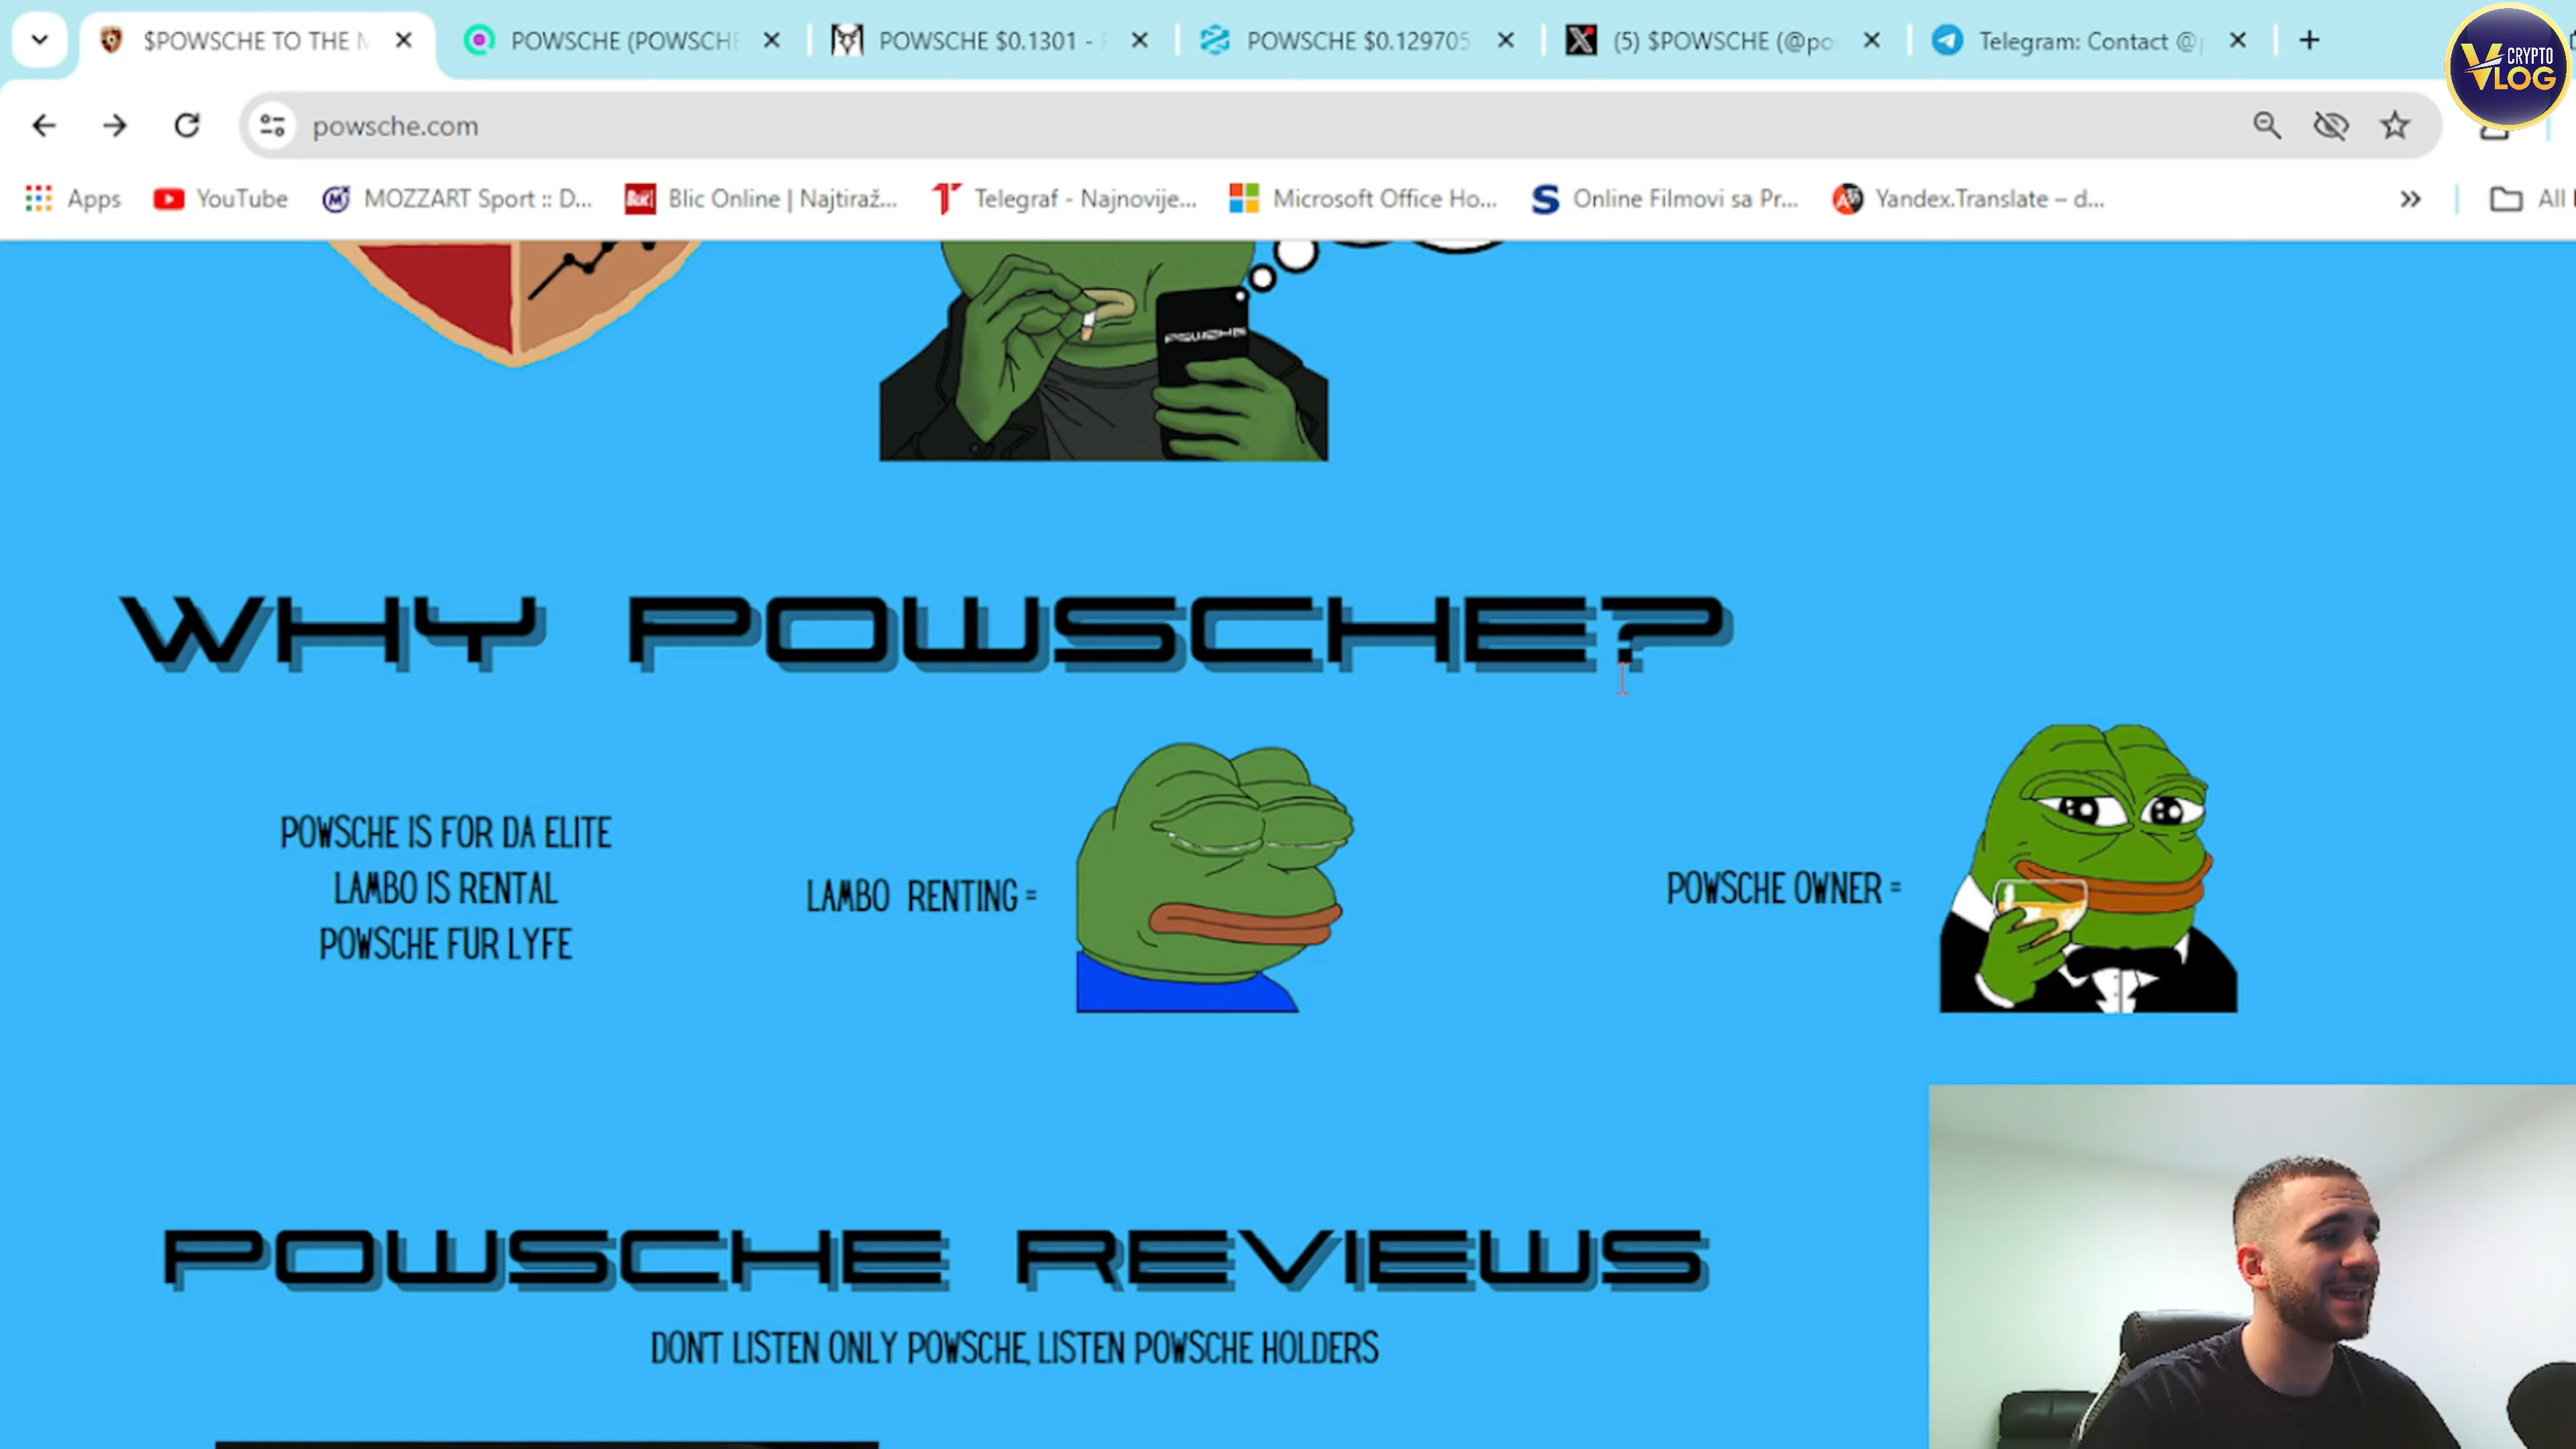 $POWSCHE TO THE
POWSCHE (POWSCHE
POWSCHE $0.1301 -
POWSCHE $0.129705
(5) $POWSCHE (@po
Telegram: Contact @
CRYPTO
VLOG
powsche.com
Apps
YouTube
MOZZART Sport :: D...
Blic Online | Najtiraž...
Telegraf - Najnovije...
Microsoft Office Ho...
Online Filmovi sa Pr...
Yandex.Translate – d...
All
POWSCHE
WHY POWSCHE?
POWSCHE IS FOR DA ELITE
LAMBO IS RENTAL
POWSCHE FUR LYFE
LAMBO RENTING =
POWSCHE OWNER =
POWSCHE REVIEWS
DON'T LISTEN ONLY POWSCHE, LISTEN POWSCHE HOLDERS